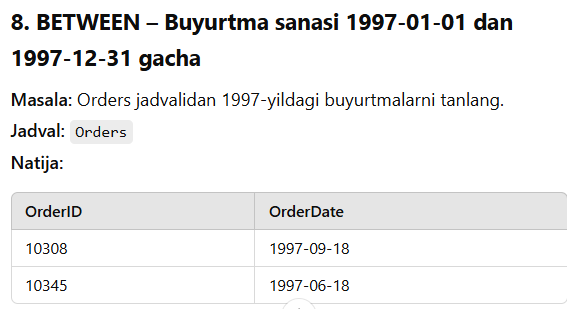 8. BETWEEN – Buyurtma sanasi 1997-01-01 dan
1997-12-31 gacha
Masala: Orders jadvalidan 1997-yildagi buyurtmalarni tanlang.
Jadval: Orders
Natija:
OrderID OrderDate
10308 1997-09-18
10345 1997-06-18